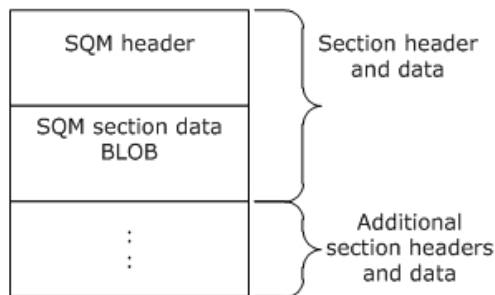 SQM header
SQM section data
BLOB
:
:
Section header
and data
Additional
section headers
and data